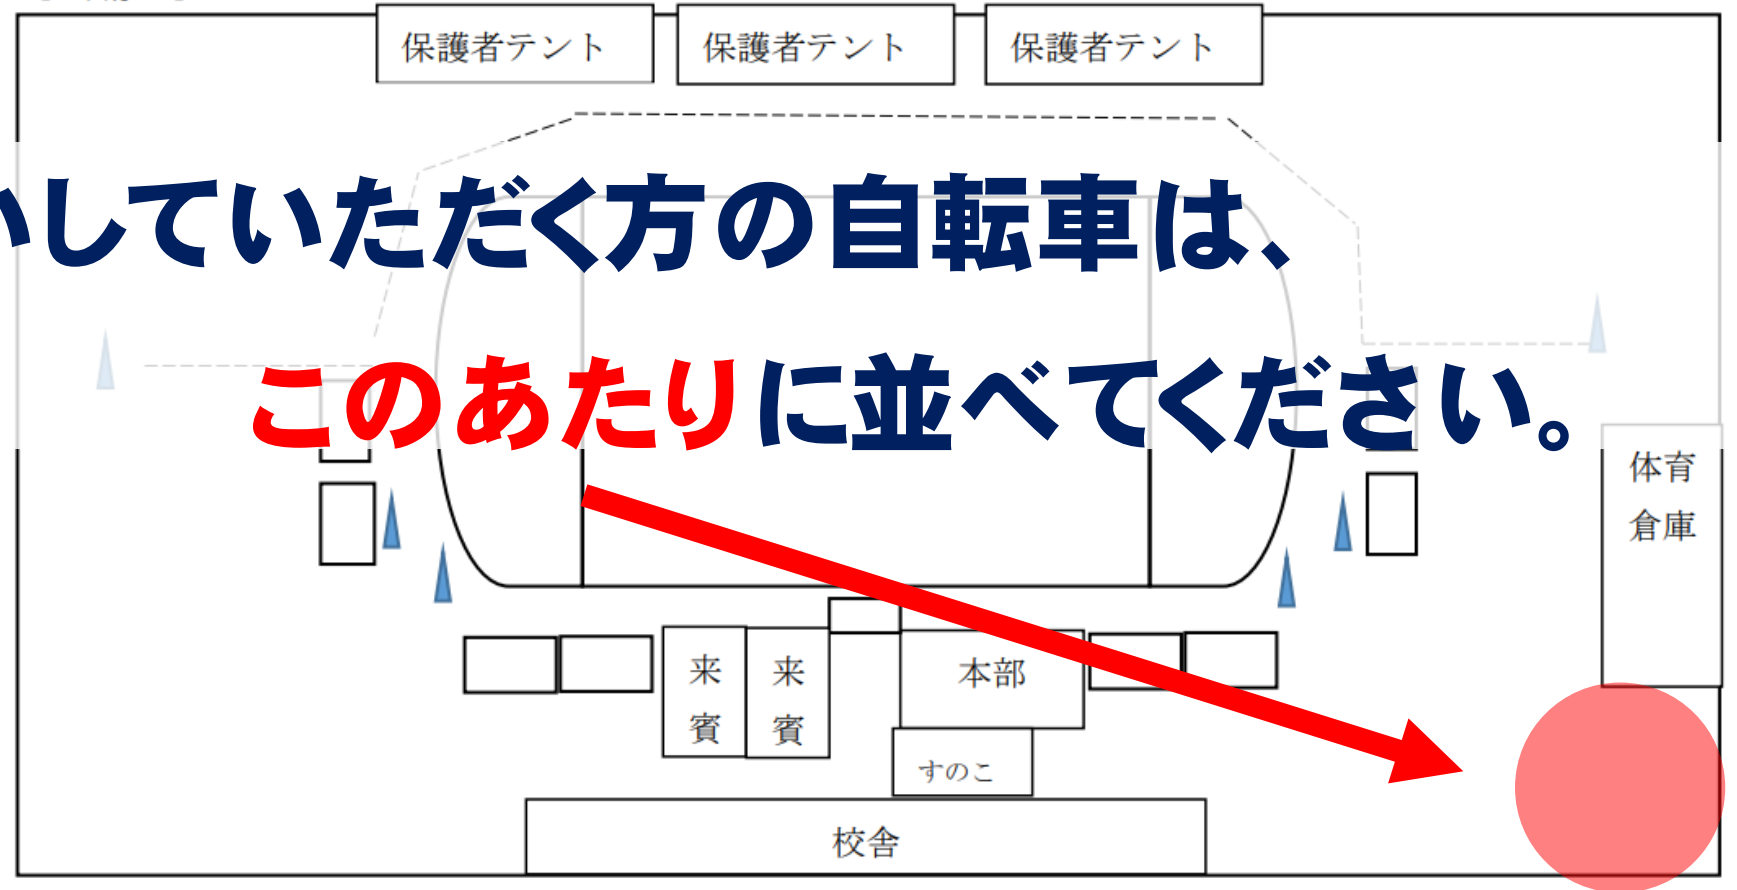 保護者テント 保護者テント 保護者テント
していただく方の自転車は、
このあたりに並べてください。
体育
倉庫
来賓
来賓
本部
すのこ
校舎